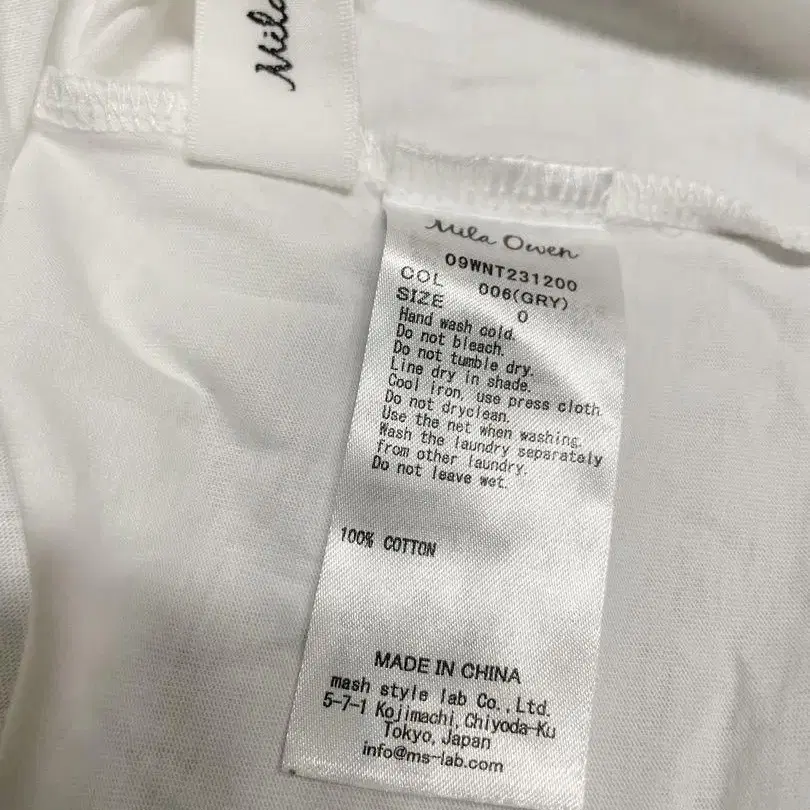 Mila
Mila Owen
09WNT231200
COL 006(GRY)
SIZE 0
Hand wash cold.
Do not bleach.
Do not tumble dry.
Line dry in shade.
Cool iron, use press cloth.
Do not dryclean.
Use the net when washing.
Wash the laundry separately
from other laundry.
Do not leave wet.
100% COTTON
MADE IN CHINA
mash style lab Co.,Ltd.
5-7-1 Kojimachi,Chiyoda-Ku
Tokyo,Japan
info@ms-lab.com